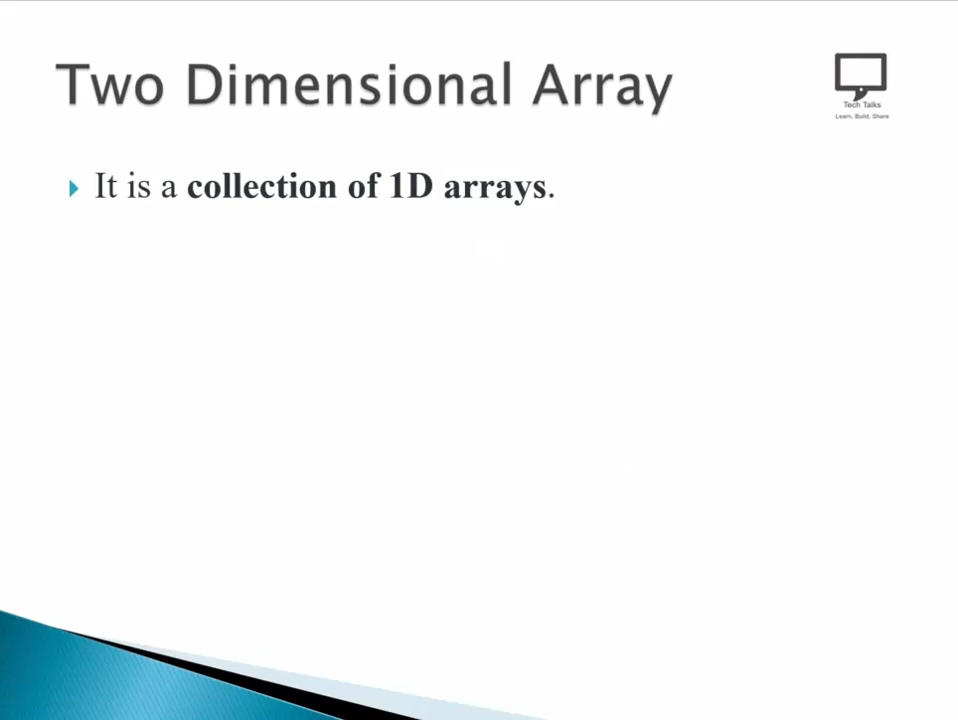 Two Dimensional Array
Tech Talks
Learn, Build, Share
It is a collection of 1D arrays.